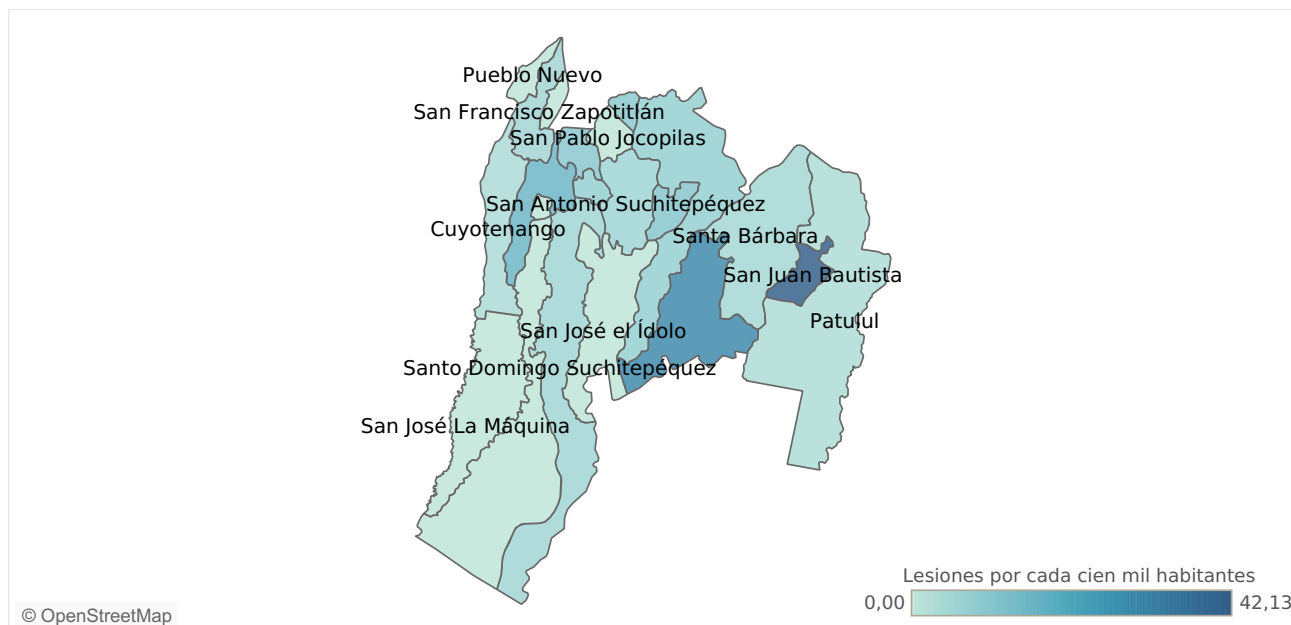 Pueblo Nuevo
San Francisco Zapotitlán
San Pablo Jocopilas
San Antonio Suchitepéquez
Cuyotenango
Santa Bárbara
San Juan Bautista
Patulul
San José el Ídolo
Santo Domingo Suchitepéquez
San José La Máquina
Lesiones por cada cien mil habitantes
0,00
42,13
© OpenStreetMap